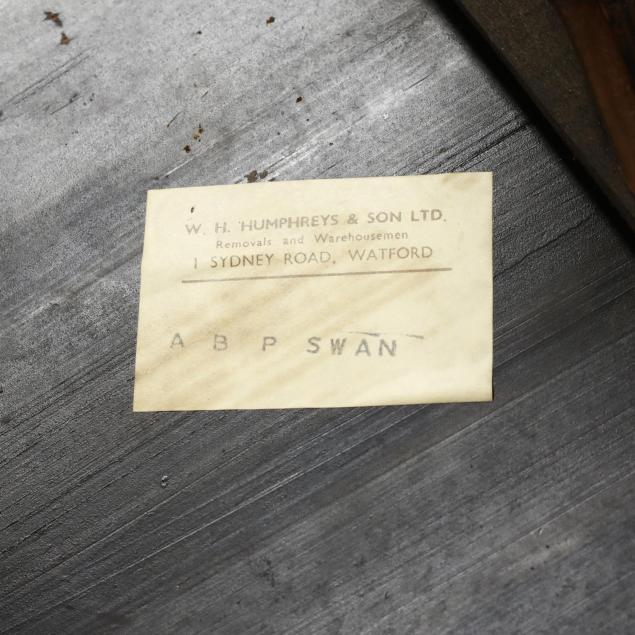 W. H. HUMPHREYS & SON LTD.
Removals and Warehousemen
1 SYDNEY ROAD, WATFORD
A B P SWAN